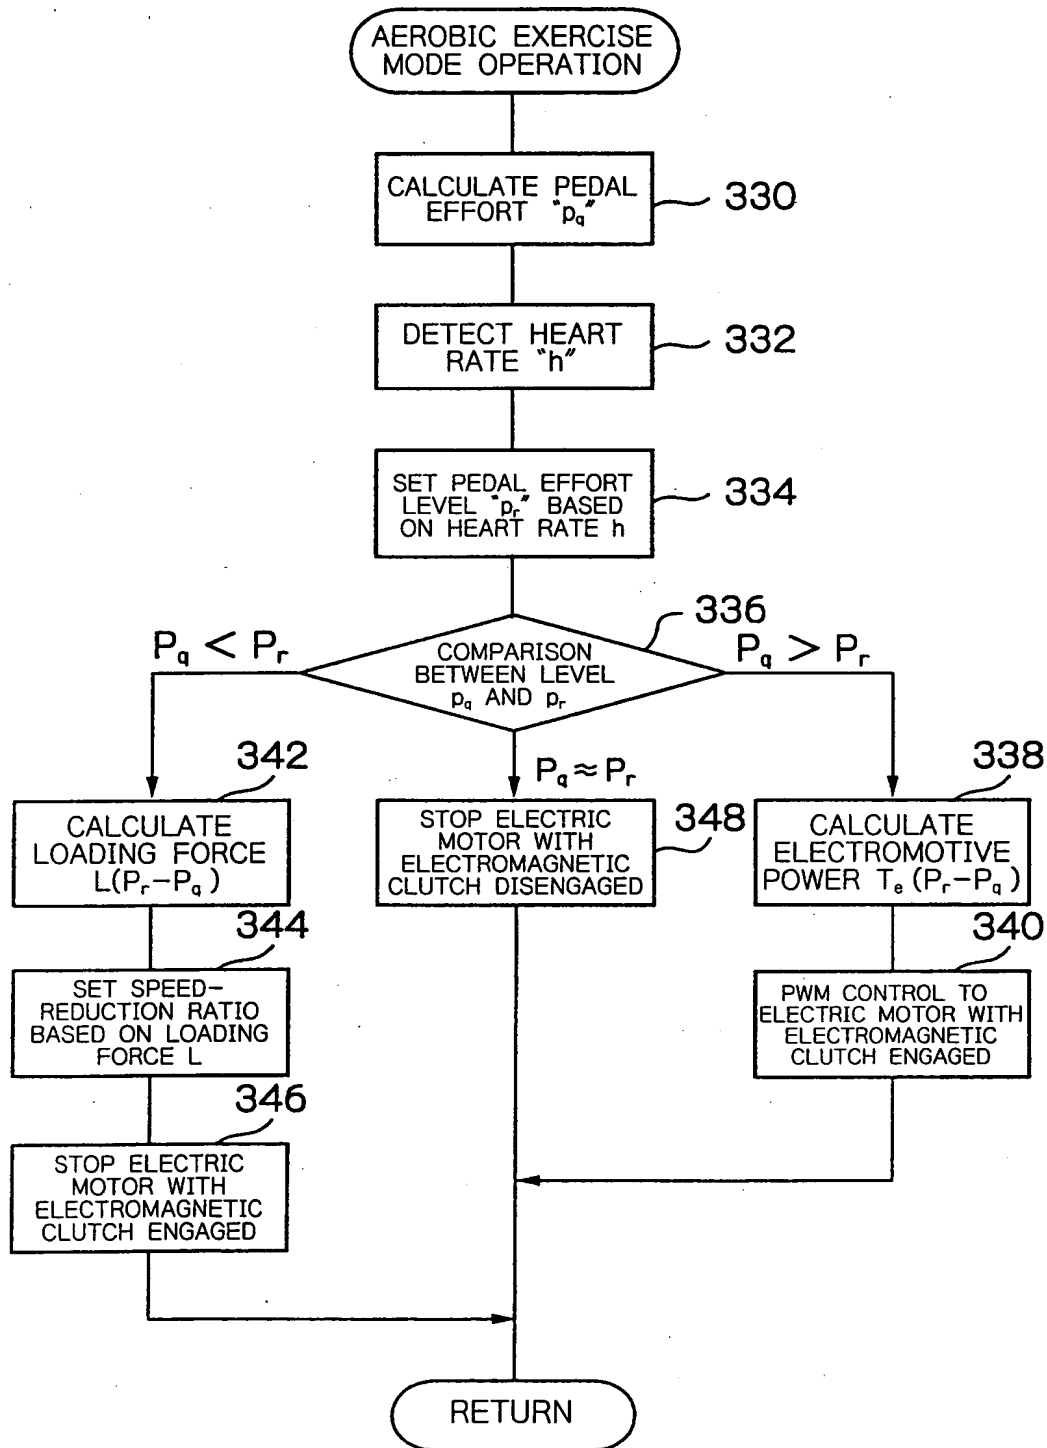 AEROBIC EXERCISE
MODE OPERATION
CALCULATE PEDAL
EFFORT "pq"
330
DETECT HEART
RATE "h"
332
SET PEDAL EFFORT
LEVEL "pr" BASED
ON HEART RATE h
334
336
COMPARISON
BETWEEN LEVEL
pq AND pr
Pq < Pr
Pq > Pr
Pq ≈ Pr
342
CALCULATE
LOADING FORCE
L(Pr−Pq)
344
SET SPEED-
REDUCTION RATIO
BASED ON LOADING
FORCE L
346
STOP ELECTRIC
MOTOR WITH
ELECTROMAGNETIC
CLUTCH ENGAGED
STOP ELECTRIC
MOTOR WITH
ELECTROMAGNETIC
CLUTCH DISENGAGED
348
338
CALCULATE
ELECTROMOTIVE
POWER Te (Pr−Pq)
340
PWM CONTROL TO
ELECTRIC MOTOR WITH
ELECTROMAGNETIC
CLUTCH ENGAGED
RETURN